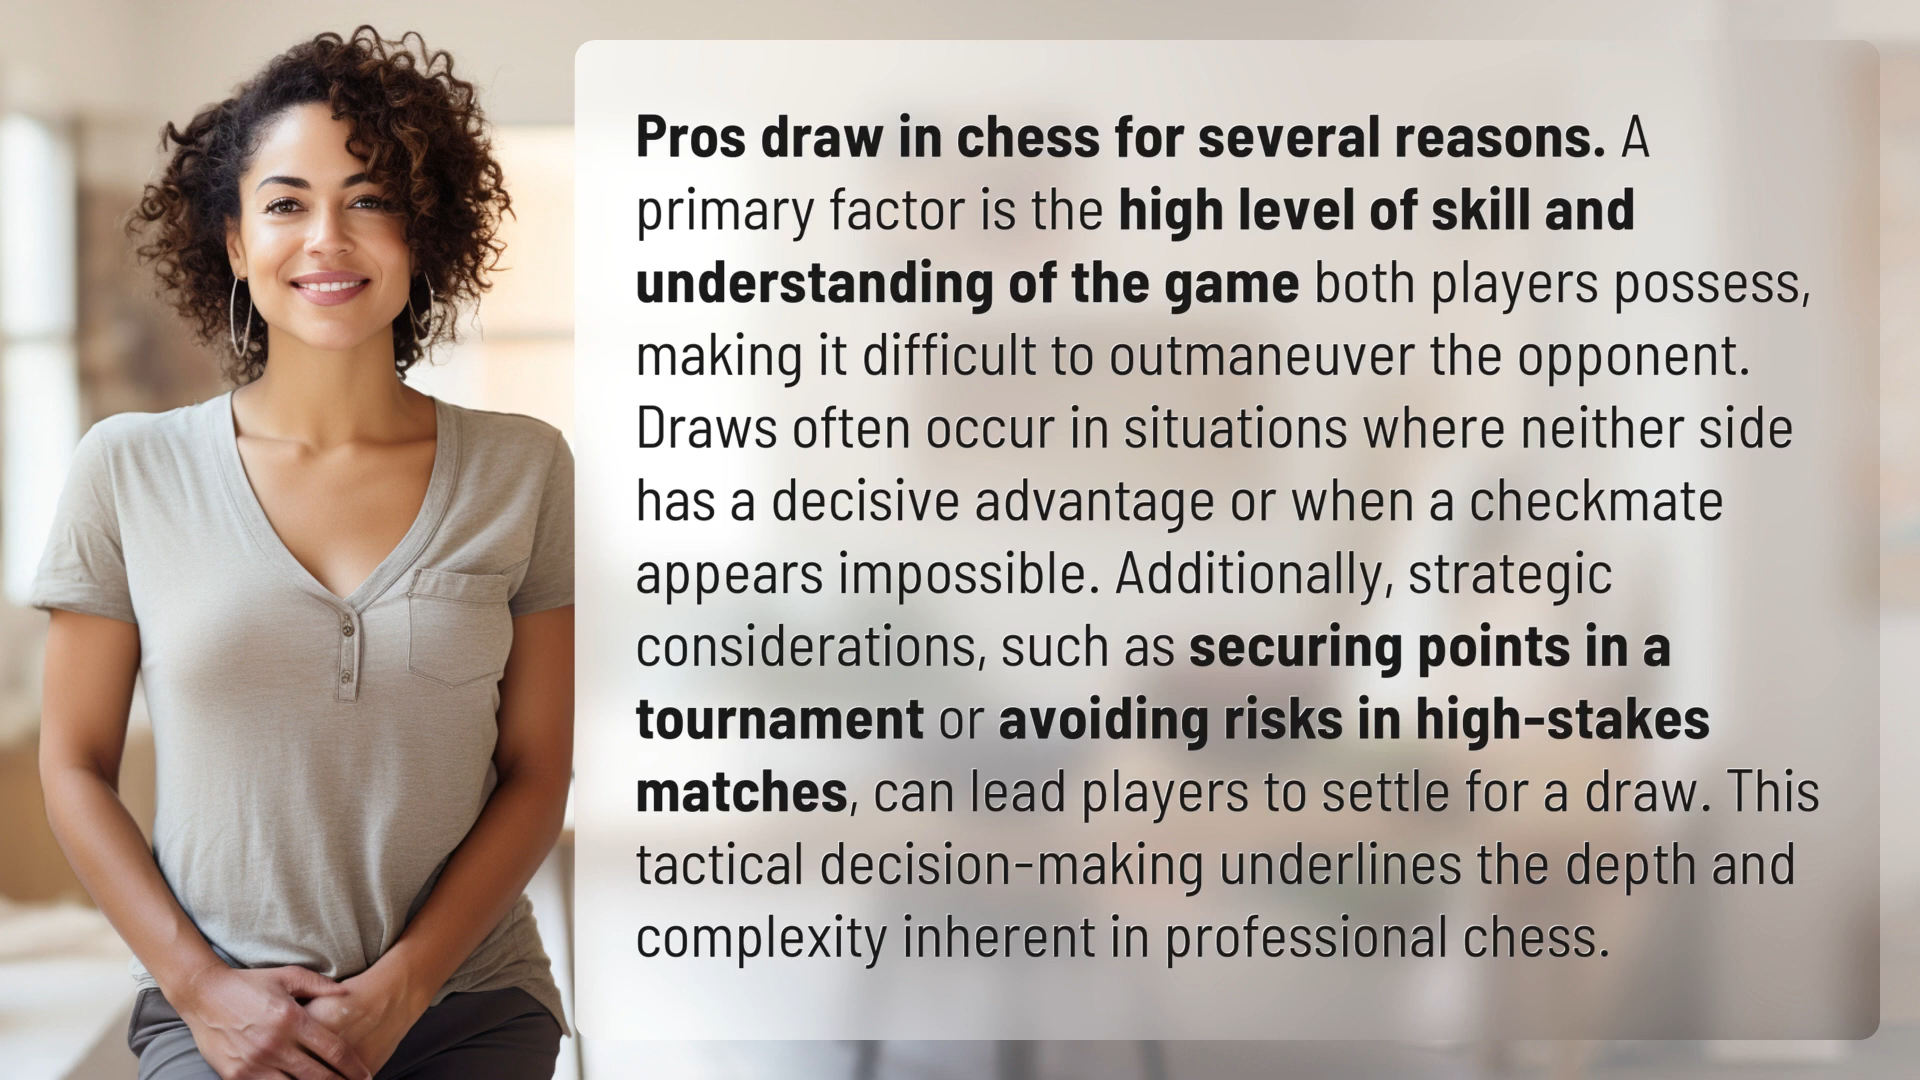 Pros draw in chess for several reasons. A
primary factor is the high level of skill and
understanding of the game both players possess,
making it difficult to outmaneuver the opponent.
Draws often occur in situations where neither side
has a decisive advantage or when a checkmate
appears impossible. Additionally, strategic
considerations, such as securing points in a
tournament or avoiding risks in high-stakes
matches, can lead players to settle for a draw. This
tactical decision-making underlines the depth and
complexity inherent in professional chess.